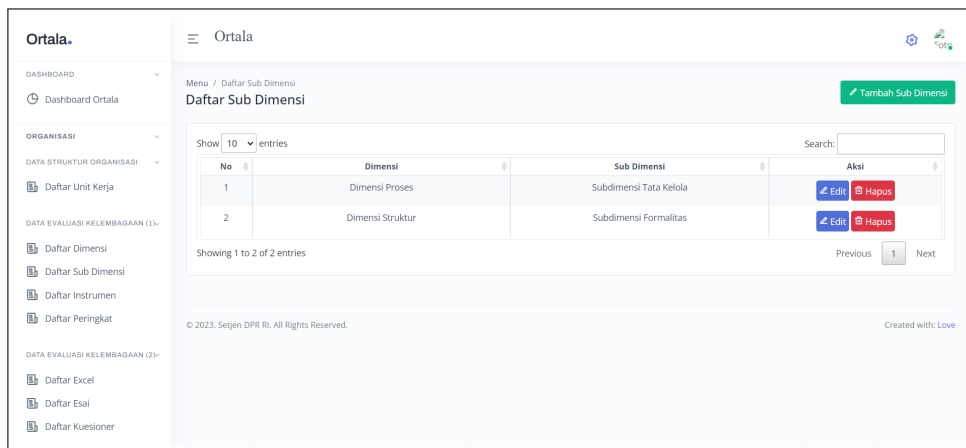 Ortala.
DASHBOARD
Dashboard Ortala
ORGANISASI
DATA STRUKTUR ORGANISASI
Daftar Unit Kerja
DATA EVALUASI KELEMBAGAAN (1)
Daftar Dimensi
Daftar Sub Dimensi
Daftar Instrumen
Daftar Peringkat
DATA EVALUASI KELEMBAGAAN (2)
Daftar Excel
Daftar Esai
Daftar Kuesioner
Ortala
Foto
Menu / Daftar Sub Dimensi
Daftar Sub Dimensi
Tambah Sub Dimensi
Show 10 entries Search:
No Dimensi Sub Dimensi Aksi
1 Dimensi Proses Subdimensi Tata Kelola Edit Hapus
2 Dimensi Struktur Subdimensi Formalitas Edit Hapus
Showing 1 to 2 of 2 entries Previous 1 Next
© 2023. Setjen DPR RI. All Rights Reserved. Created with: Love